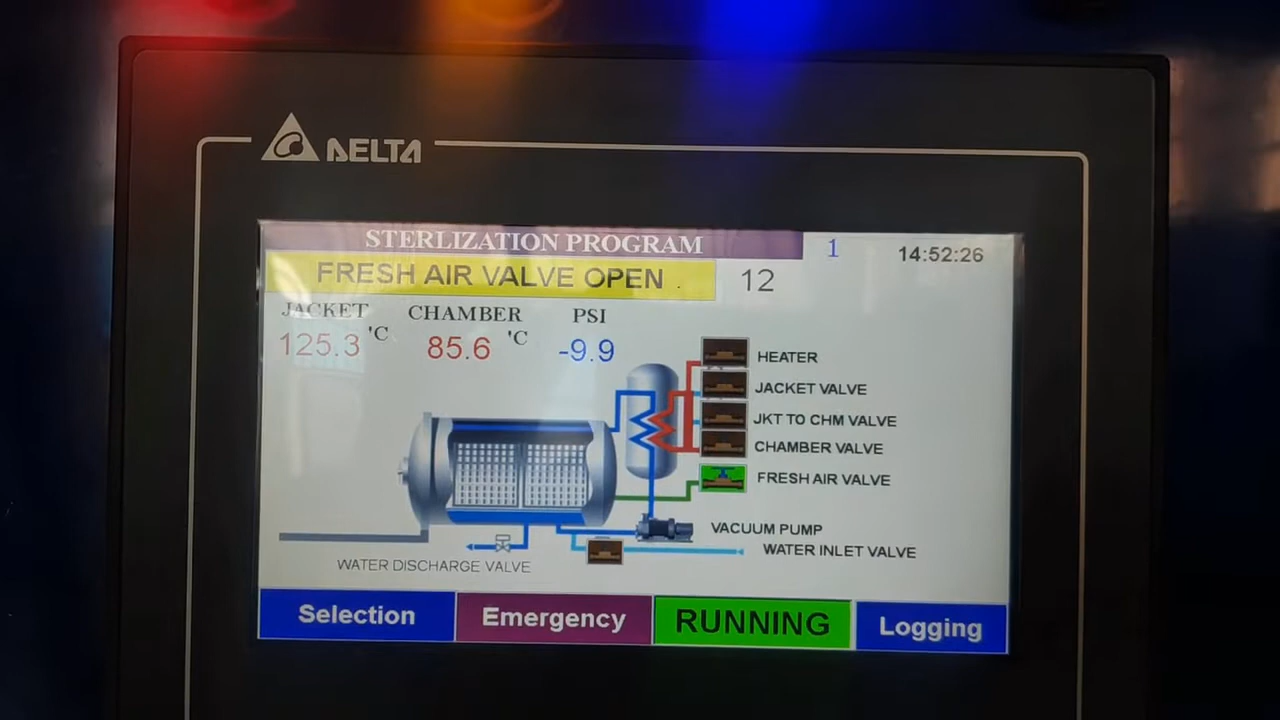 DELTA
STERLIZATION PROGRAM
1
14:52:26
FRESH AIR VALVE OPEN .
12
JACKET
CHAMBER
PSI
125.3 'C
85.6 'C
-9.9
HEATER
JACKET VALVE
JKT TO CHM VALVE
CHAMBER VALVE
FRESH AIR VALVE
VACUUM PUMP
WATER INLET VALVE
WATER DISCHARGE VALVE
Selection
Emergency
RUNNING
Logging